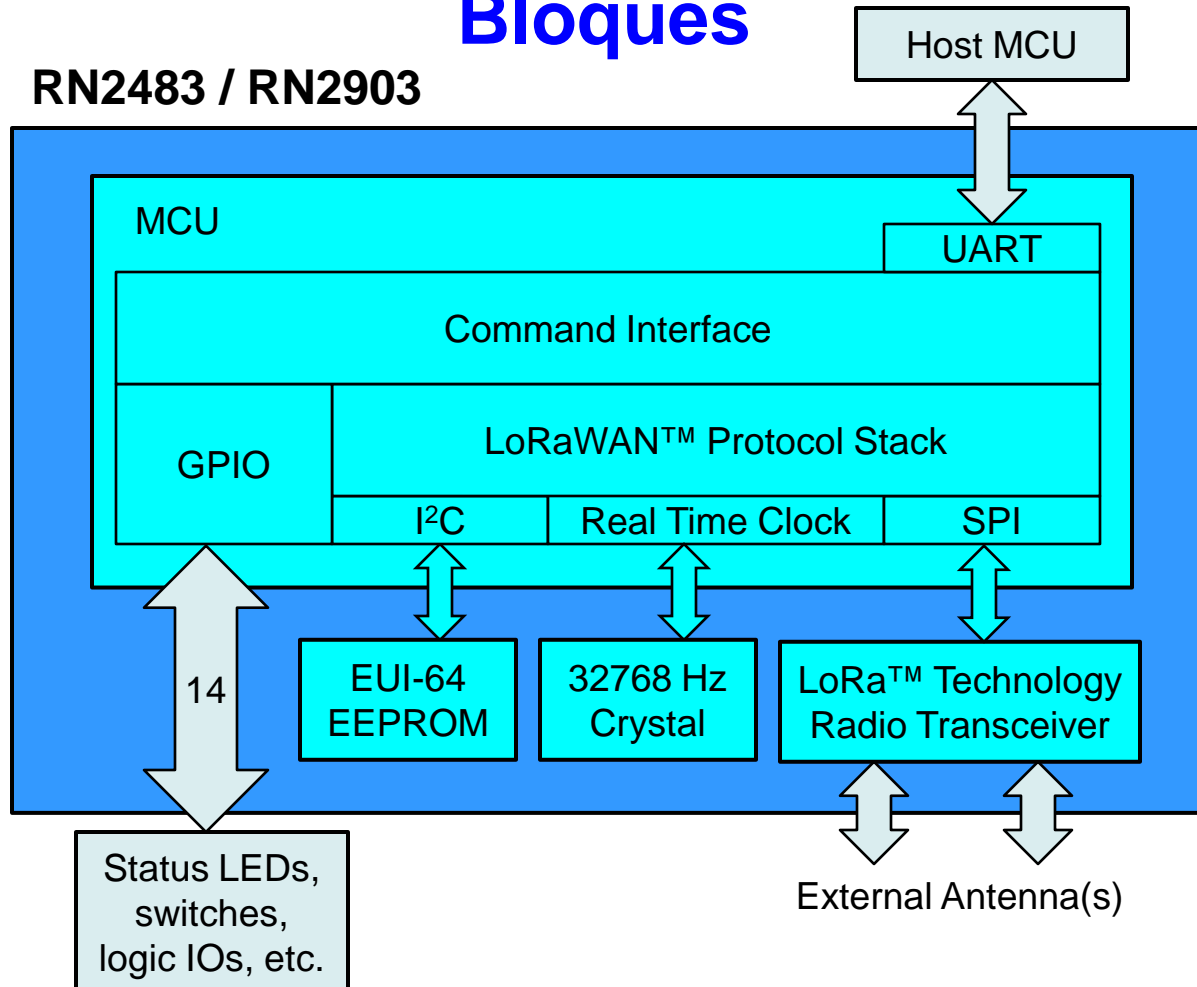 Bloques
Host MCU
RN2483 / RN2903
MCU
UART
Command Interface
GPIO
LoRaWAN™ Protocol Stack
I²C
Real Time Clock
SPI
14
EUI-64
EEPROM
32768 Hz
Crystal
LoRa™ Technology
Radio Transceiver
Status LEDs,
switches,
logic IOs, etc.
External Antenna(s)